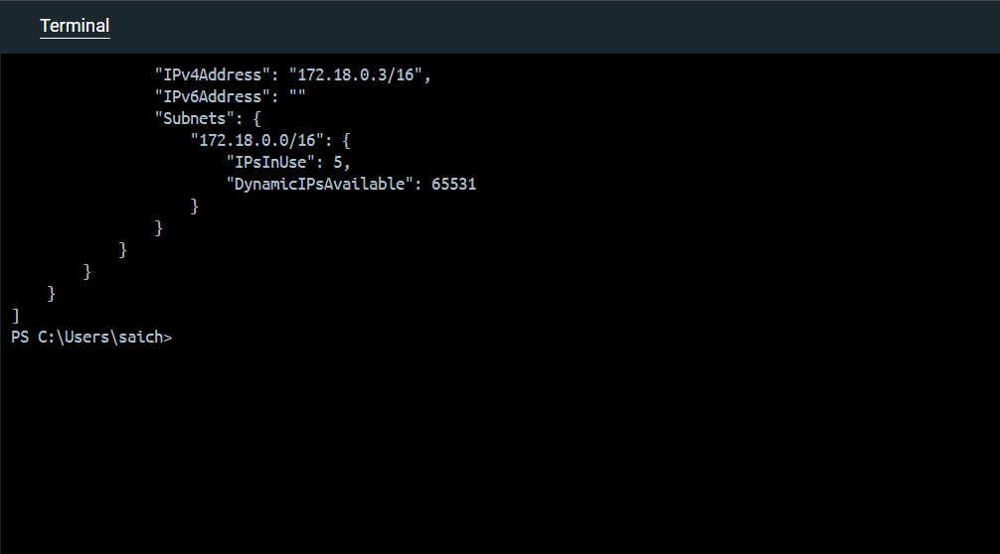 Terminal
"IPv4Address": "172.18.0.3/16",
"IPv6Address": ""
"Subnets": {
"172.18.0.0/16": {
"IPsInUse": 5,
"DynamicIPsAvailable": 65531
}
}
}
}
}
]
PS C:\Users\saich>